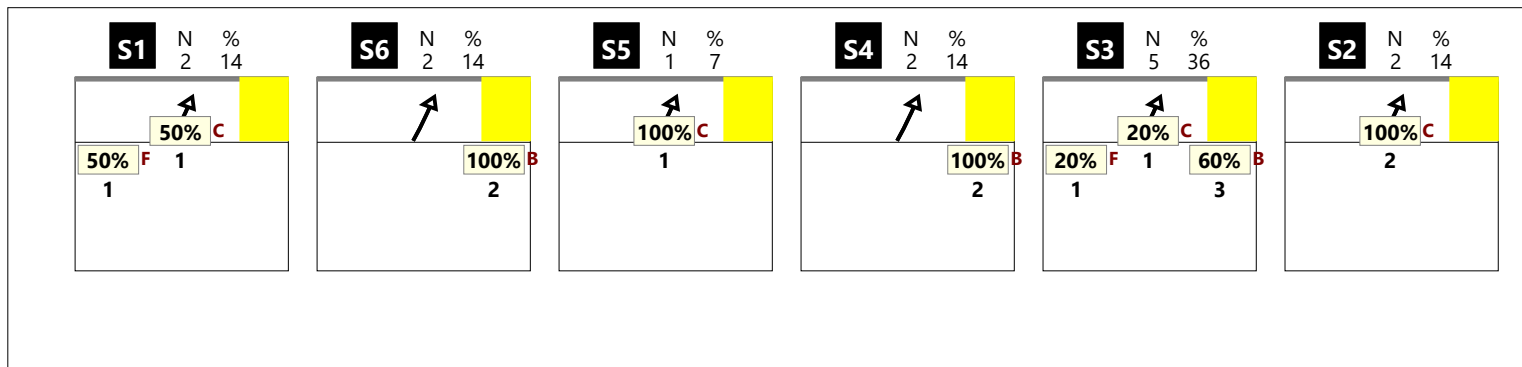 S1 N % S6 N % S5 N % S4 N % S3 N % S2 N %
2 14 2 14 1 7 2 14 5 36 2 14
50% C 100% C 20% C 100% C
50% F 1 100% B 1 100% B 20% F 1 60% B 2
1 2 2 1 3